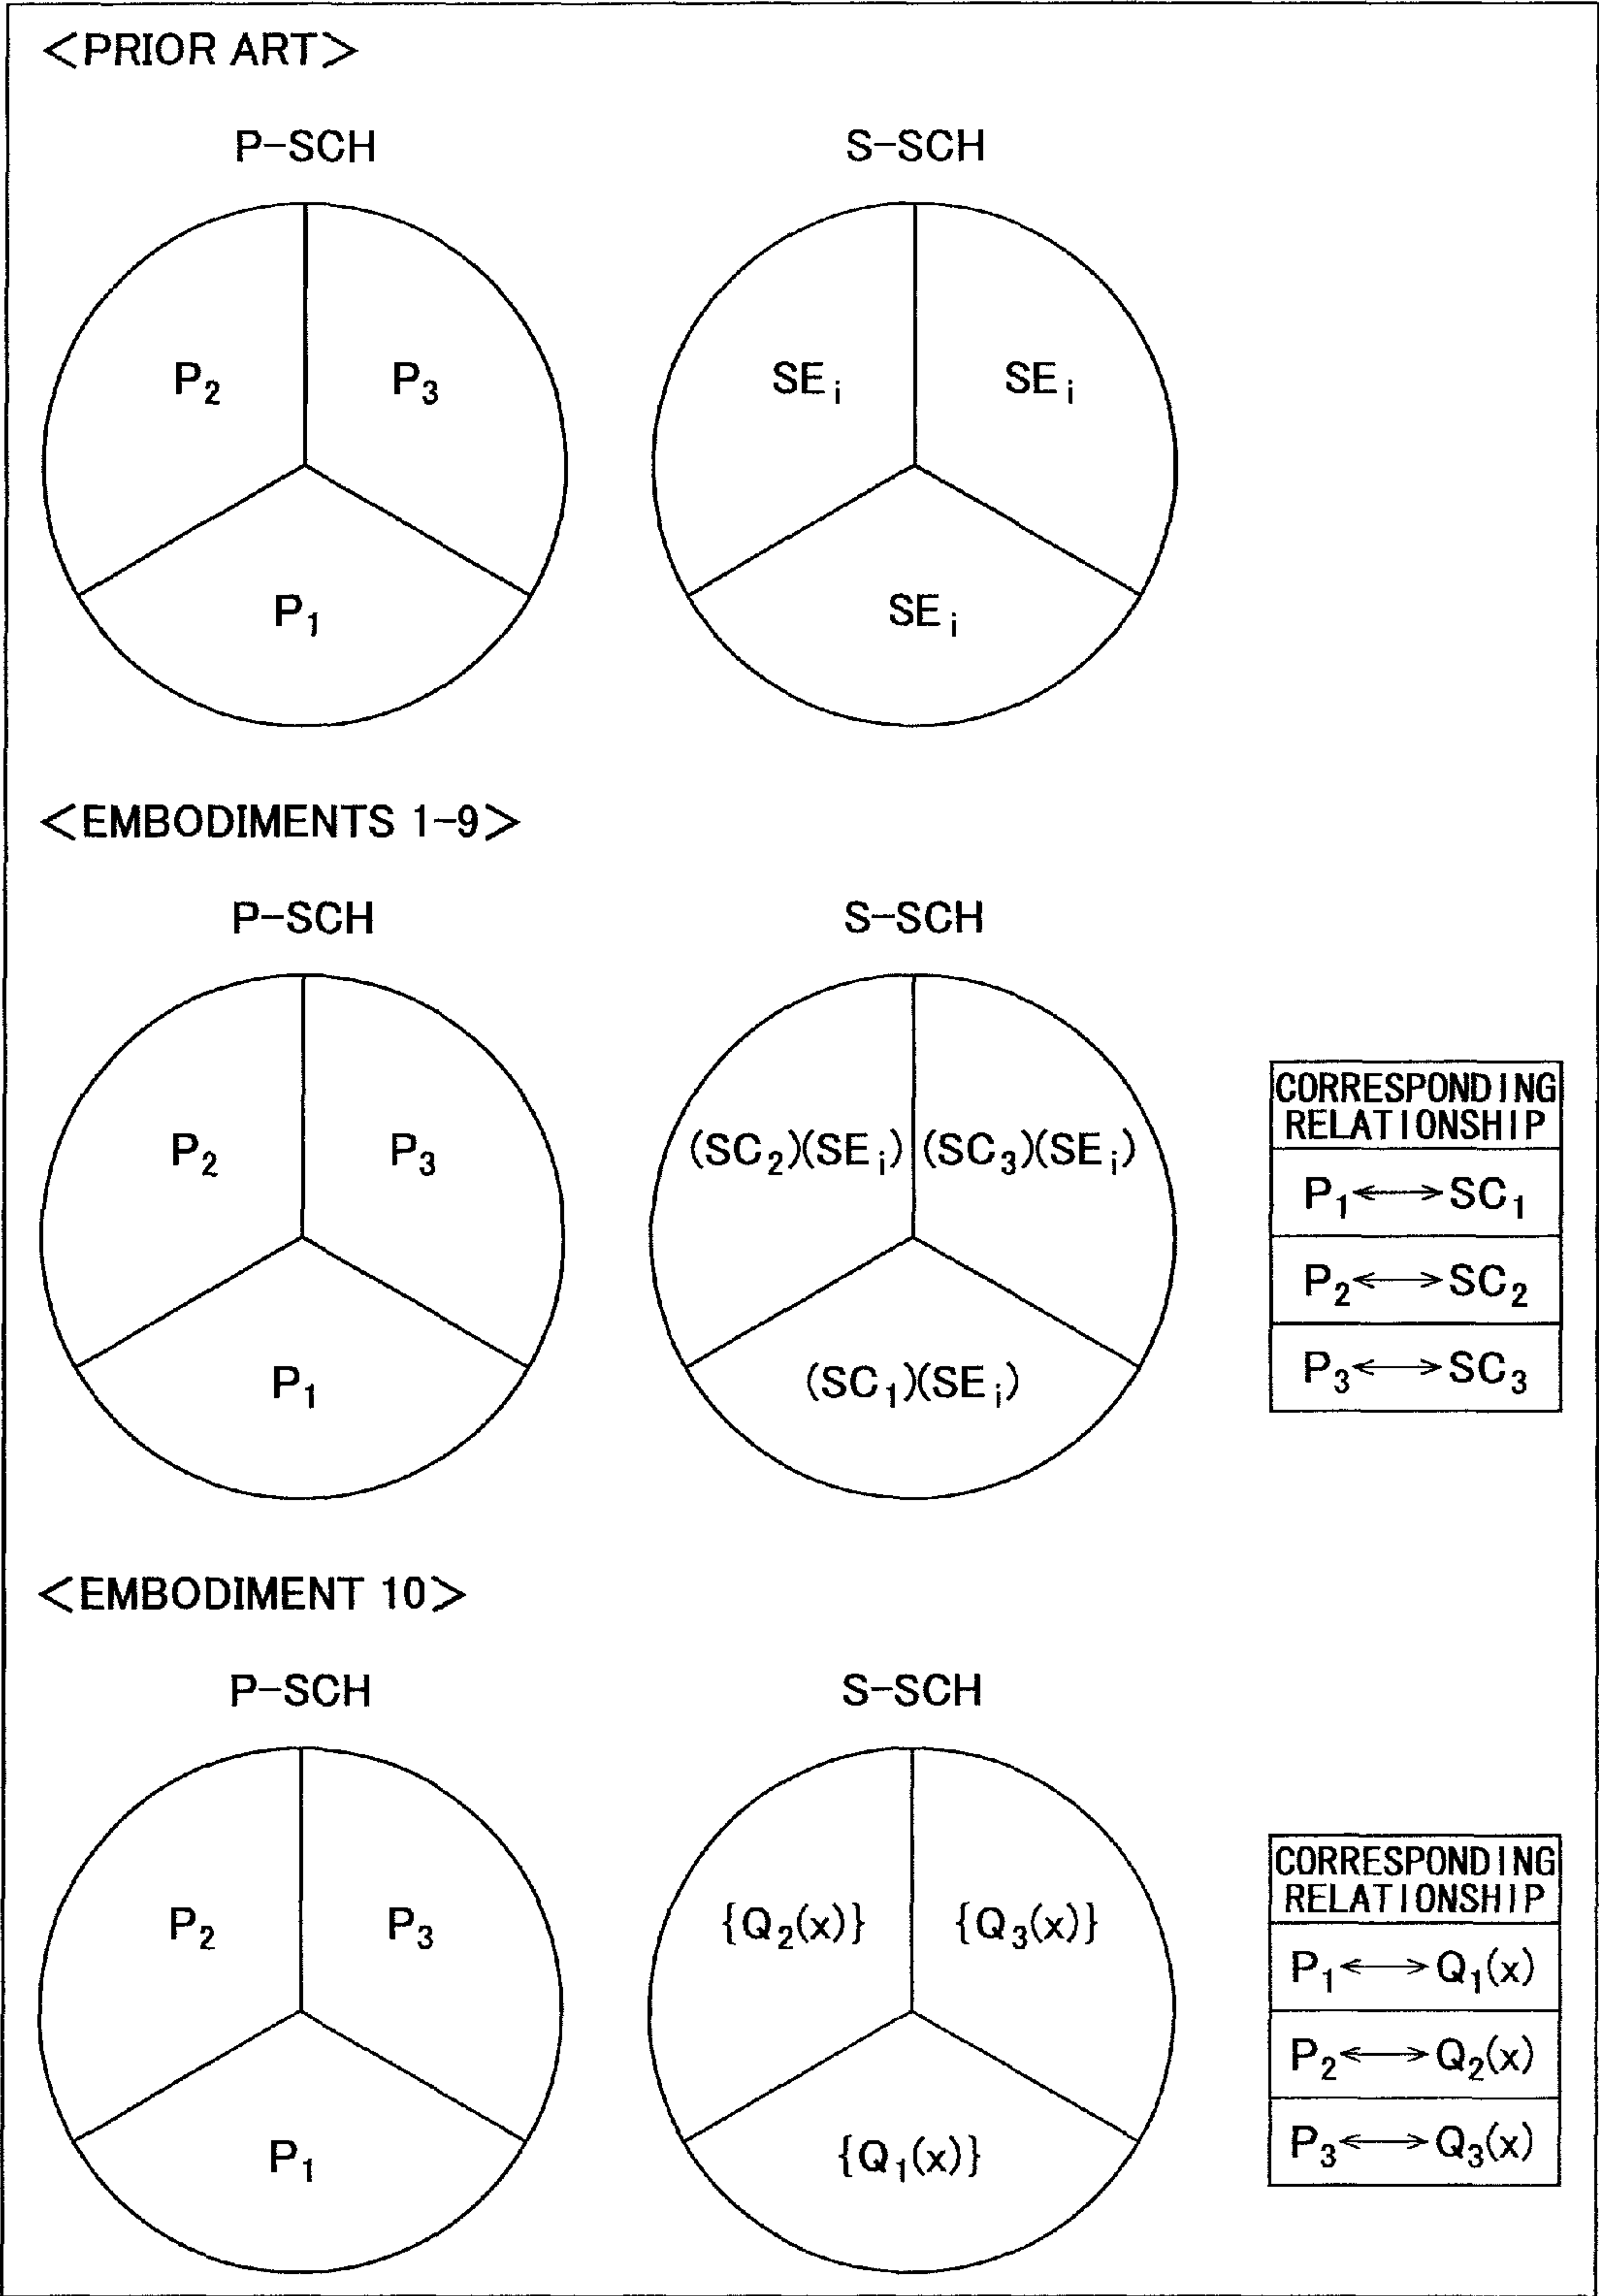 <PRIOR ART>
P-SCH S-SCH
P2 P3 SEi SEi
P1 SEi
<EMBODIMENTS 1-9>
P-SCH S-SCH
CORRESPONDING
RELATIONSHIP
P2 P3 (SC2)(SEi) (SC3)(SEi)
P1↔SC1
P2↔SC2
P3↔SC3
P1 (SC1)(SEi)
<EMBODIMENT 10>
P-SCH S-SCH
CORRESPONDING
RELATIONSHIP
P2 P3 {Q2(x)} {Q3(x)}
P1↔Q1(x)
P2↔Q2(x)
P3↔Q3(x)
P1 {Q1(x)}